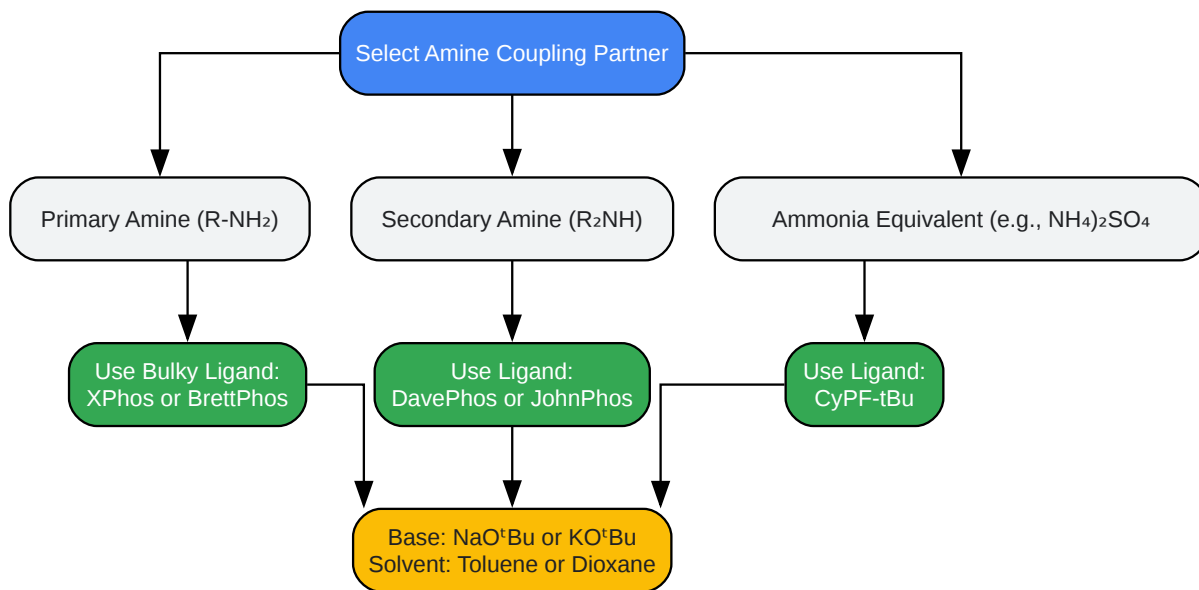 Select Amine Coupling Partner
Primary Amine (R-NH₂)
Secondary Amine (R₂NH)
Ammonia Equivalent (e.g., NH₄)₂SO₄
Use Bulky Ligand:
XPhos or BrettPhos
Use Ligand:
DavePhos or JohnPhos
Use Ligand:
CyPF-tBu
Base: NaOᵗBu or KOᵗBu
Solvent: Toluene or Dioxane